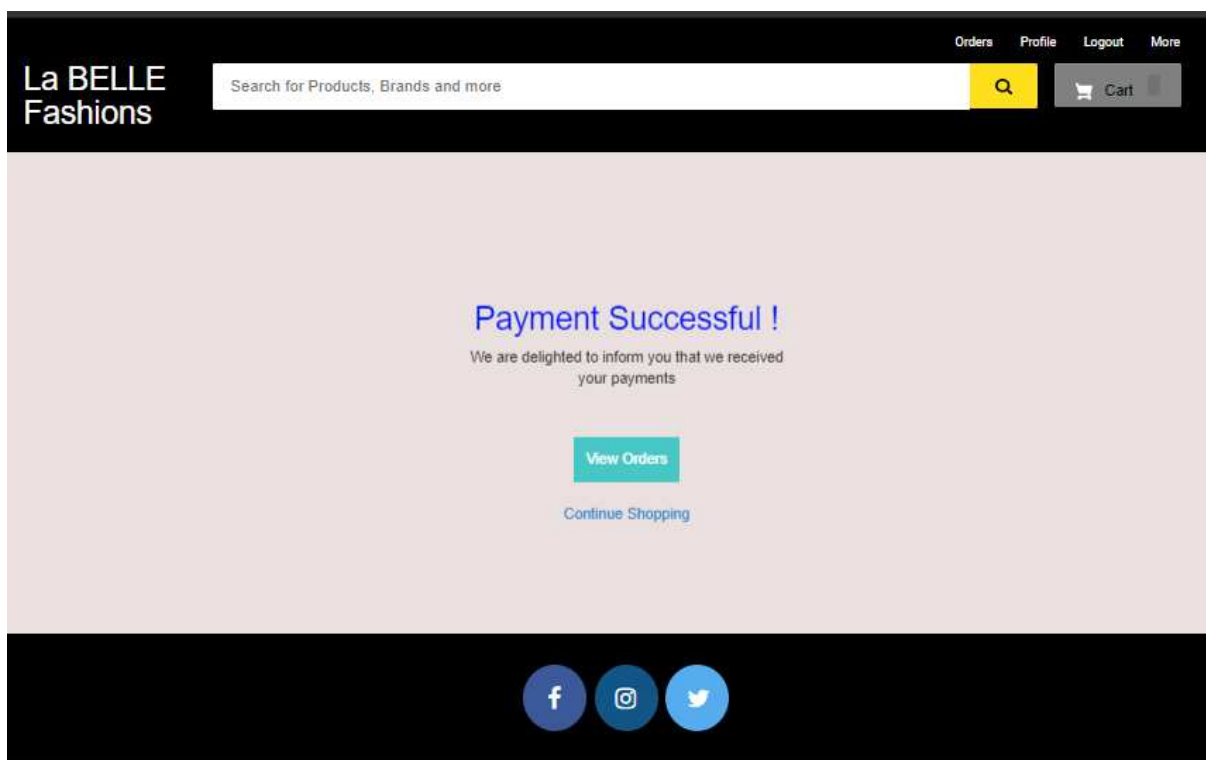 Orders Profile Logout More
La BELLE
Fashions
Search for Products, Brands and more
Cart
Payment Successful !
We are delighted to inform you that we received
your payments
View Orders
Continue Shopping